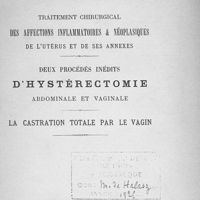 TRAITEMENT CHIRURGICAL
DES AFFECTIONS INFLAMMATOIRES & NÉOPLASIQUES
DE L'UTÉRUS ET DE SES ANNEXES
DEUX PROCÉDÉS INÉDITS
D'HYSTÉRECTOMIE
ABDOMINALE ET VAGINALE
LA CASTRATION TOTALE PAR LE VAGIN